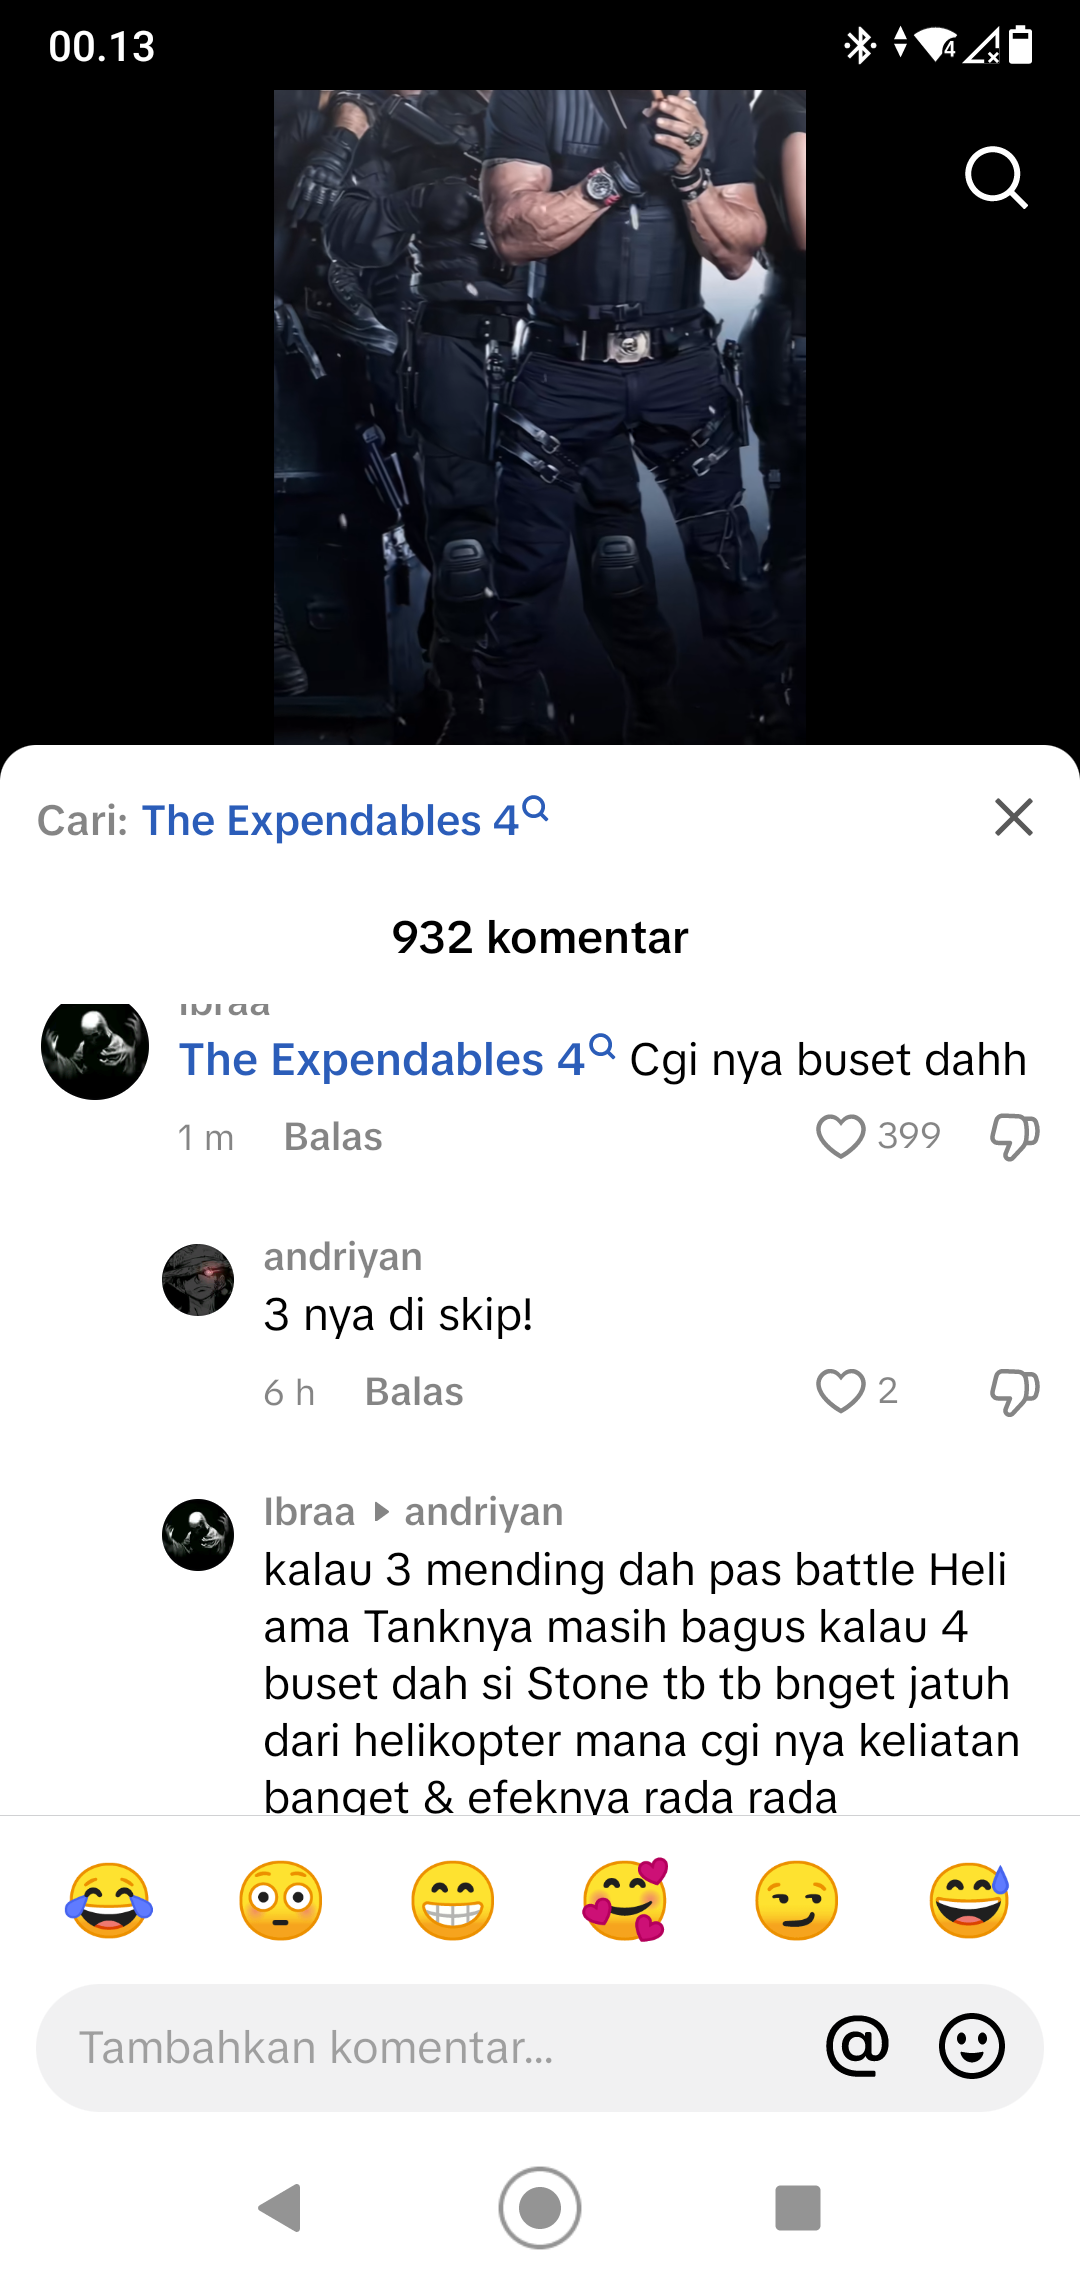 00.13
4
Cari: The Expendables 4
932 komentar
Ibraa
The Expendables 4 Cgi nya buset dahh
1 m Balas 399
andriyan
3 nya di skip!
6 h Balas 2
Ibraa ▸ andriyan
kalau 3 mending dah pas battle Heli
ama Tanknya masih bagus kalau 4
buset dah si Stone tb tb bnget jatuh
dari helikopter mana cgi nya keliatan
banget & efeknya rada rada
Tambahkan komentar...